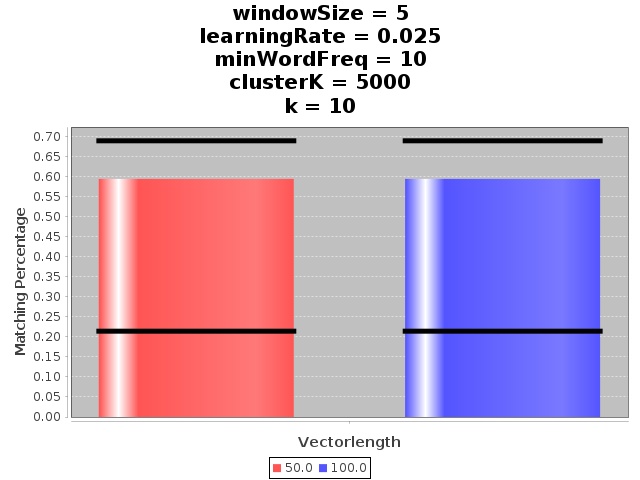 windowSize = 5
learningRate = 0.025
minWordFreq = 10
clusterK = 5000
k = 10
0.70
0.65
0.60
0.55
0.50
0.45
0.40
0.35
0.30
0.25
0.20
0.15
0.10
0.05
0.00
Matching Percentage
Vectorlength
50.0 100.0